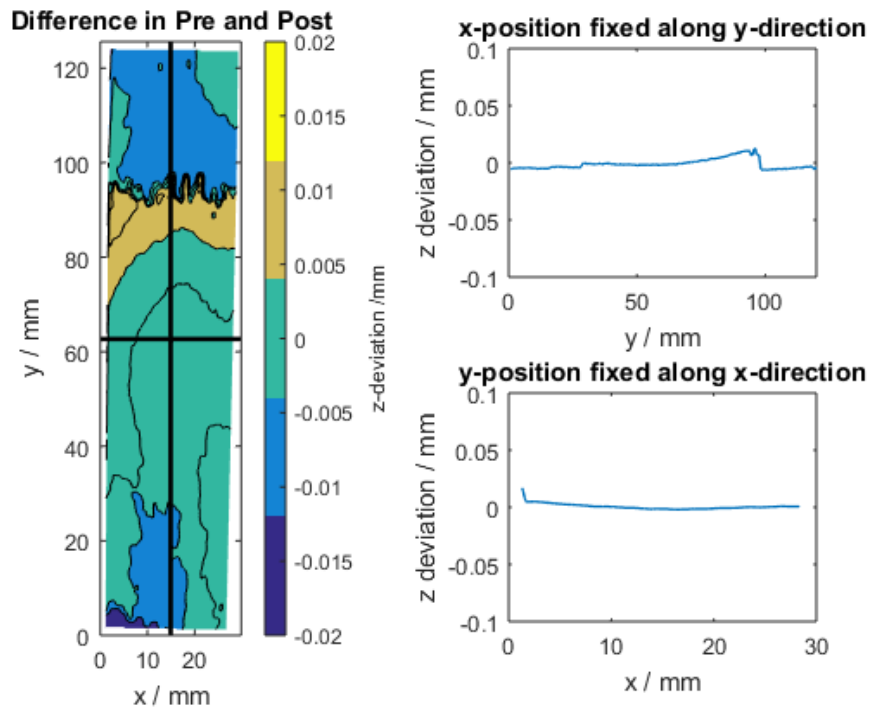 Difference in Pre and Post
120
100
80
60
40
20
0
0 10 20
y / mm
x / mm
0.02
0.015
0.01
0.005
0
-0.005
-0.01
-0.015
-0.02
z-deviation /mm
x-position fixed along y-direction
0.1
0.05
0
-0.05
-0.1
z deviation / mm
0 50 100
y / mm
y-position fixed along x-direction
0.1
0.05
0
-0.05
-0.1
z deviation / mm
0 10 20 30
x / mm